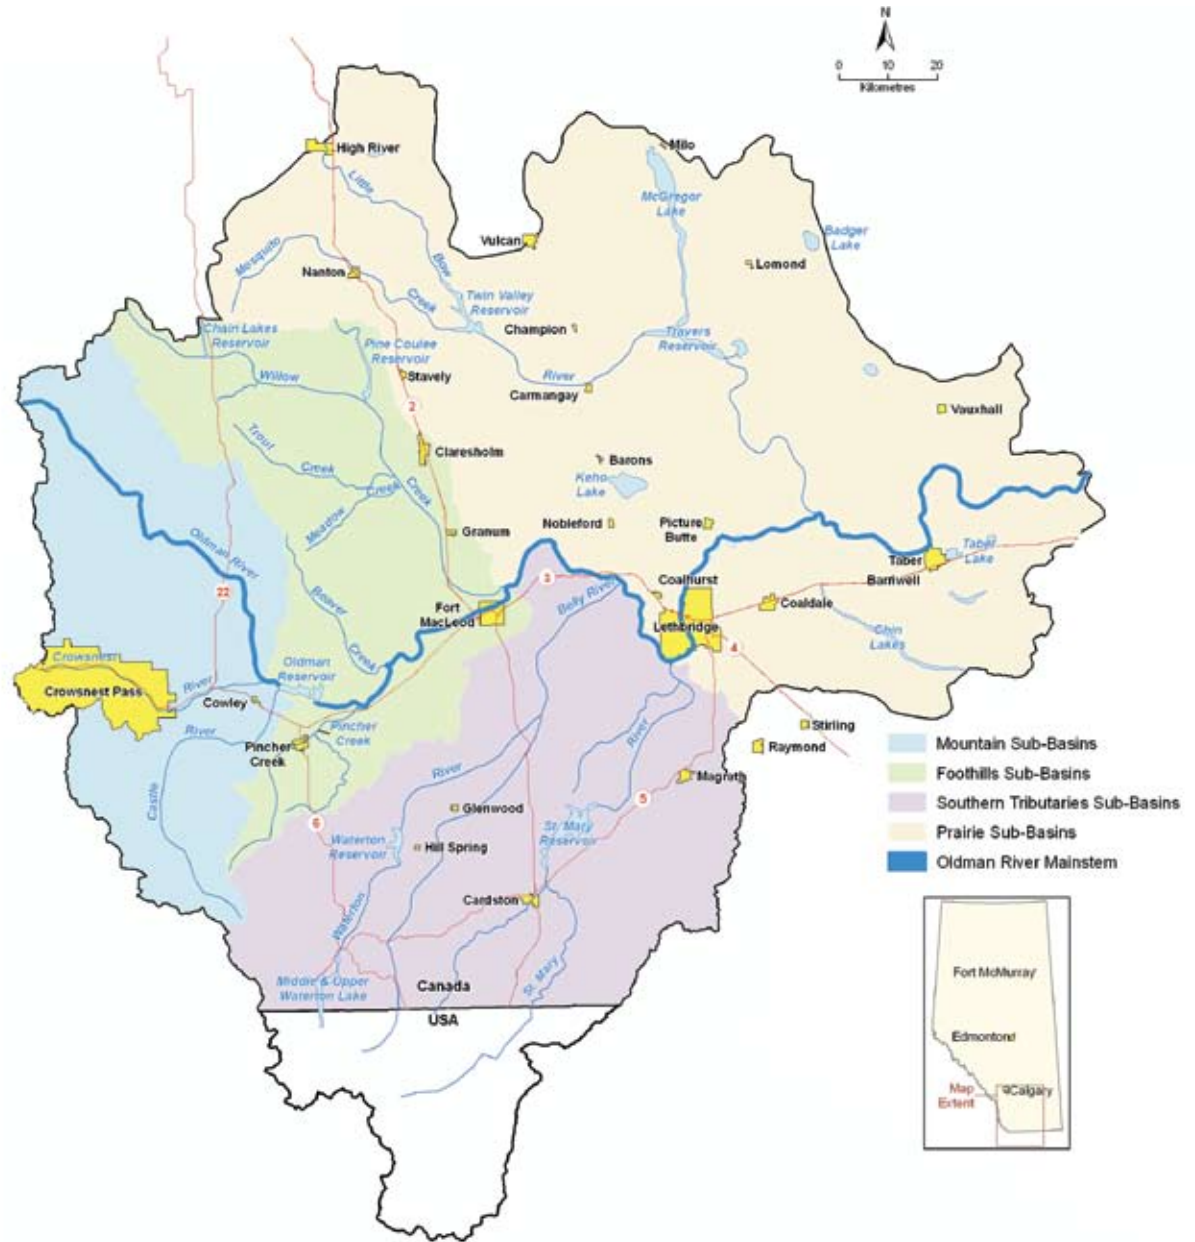 N
0 10 20
Kilometres
High River
Little
Bow
Milo
McGregor
Lake
Badger
Lake
Vulcan
Lomond
Mosquito
Nanton
Creek
Twin Valley
Reservoir
Champion
Travers
Reservoir
Chain Lakes
Reservoir
Pine Coulee
Reservoir
Stavely
Willow
River
Carmangay
2
Vauxhall
Trout
Creek
Claresholm
Barons
Creek
Creek
Keho
Lake
Meadow
Granum
Nobleford
Picture
Butte
Oldman River
Taber
Lake
Taber
Barnwell
3
22
Beaver
Creek
Belly River
Coalhurst
Coaldale
Fort
MacLeod
Lethbridge
Chin
Lakes
4
Crowsnest
Crowsnest Pass
River
Oldman
Reservoir
Cowley
Pincher
Creek
River
Pincher
Creek
River
Stirling
Raymond
Castle
River
Magrath
5
6
Glenwood
Waterton
Reservoir
Hill Spring
St. Mary
Reservoir
Cardston
Waterton
St. Mary
Middle & Upper
Waterton Lake
Canada
USA
Mountain Sub-Basins
Foothills Sub-Basins
Southern Tributaries Sub-Basins
Prairie Sub-Basins
Oldman River Mainstem
Fort McMurray
Edmonton
Calgary
Map
Extent